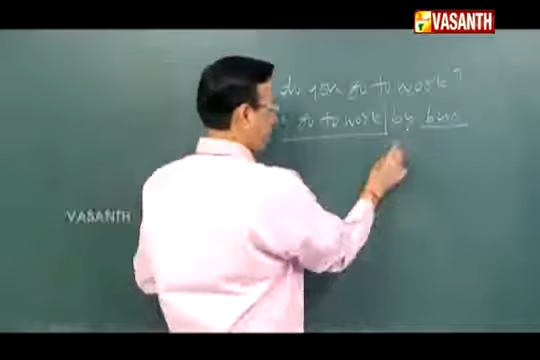 VASANTH
do you go to work?
go to work by bus
VASANTH